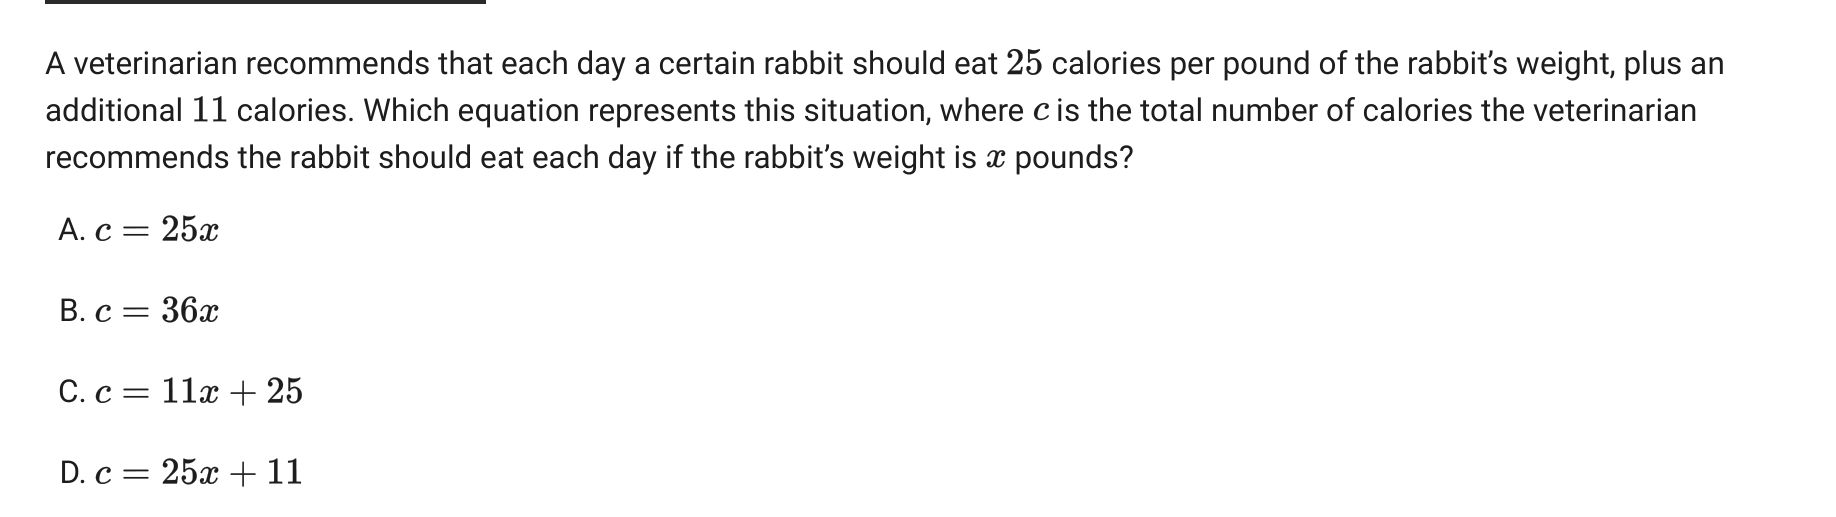 A veterinarian recommends that each day a certain rabbit should eat 25 calories per pound of the rabbit's weight, plus an
additional 11 calories. Which equation represents this situation, where c is the total number of calories the veterinarian
recommends the rabbit should eat each day if the rabbit's weight is x pounds?
A. c = 25x
B. c = 36x
C. c = 11x + 25
D. c = 25x + 11